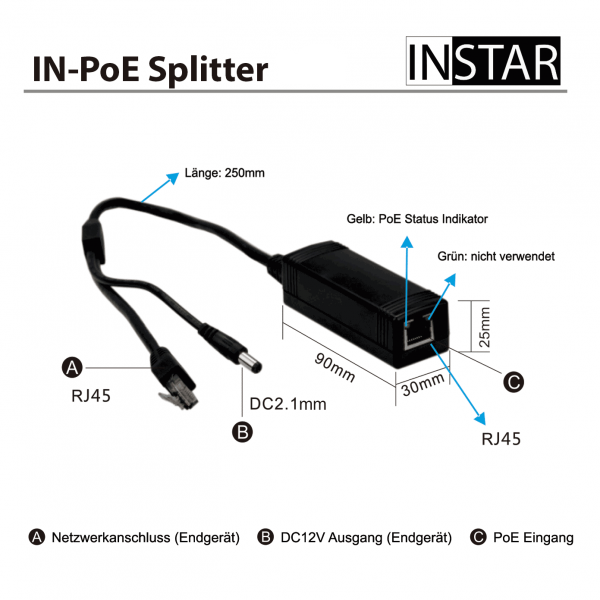 IN-PoE Splitter
INSTAR
Länge: 250mm
Gelb: PoE Status Indikator
Grün: nicht verwendet
25mm
90mm
30mm
A
RJ45
DC2.1mm
B
C
RJ45
A Netzwerkanschluss (Endgerät) B DC12V Ausgang (Endgerät) C PoE Eingang